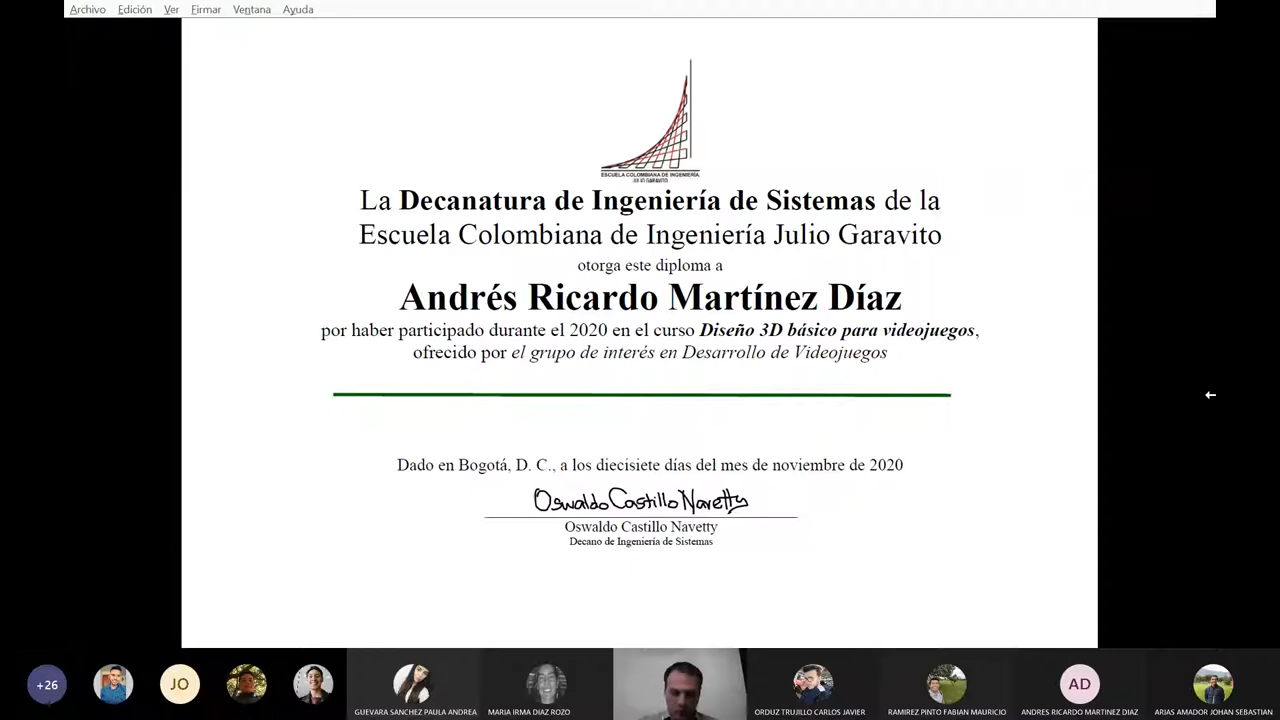 Archivo Edición Ver Firmar Ventana Ayuda
ESCUELA COLOMBIANA DE INGENIERÍA
JULIO GARAVITO
La Decanatura de Ingeniería de Sistemas de la
Escuela Colombiana de Ingeniería Julio Garavito
otorga este diploma a
Andrés Ricardo Martínez Díaz
por haber participado durante el 2020 en el curso Diseño 3D básico para videojuegos,
ofrecido por el grupo de interés en Desarrollo de Videojuegos
Dado en Bogotá, D. C., a los diecisiete días del mes de noviembre de 2020
Oswaldo Castillo Navetty
Oswaldo Castillo Navetty
Decano de Ingeniería de Sistemas
+26 JO AD
GUEVARA SANCHEZ PAULA ANDREA MARIA IRMA DIAZ ROZO ORDUZ TRUJILLO CARLOS JAVIER RAMIREZ PINTO FABIAN MAURICIO ANDRES RICARDO MARTINEZ DIAZ ARIAS AMADOR JOHAN SEBASTIAN